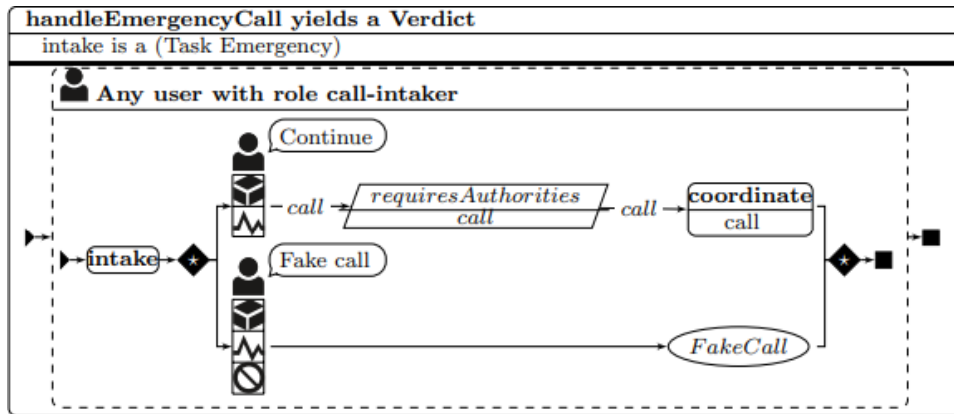 handleEmergencyCall yields a Verdict
intake is a (Task Emergency)
Any user with role call-intaker
Continue
call
requiresAuthorities
call
call
coordinate
call
intake
Fake call
FakeCall